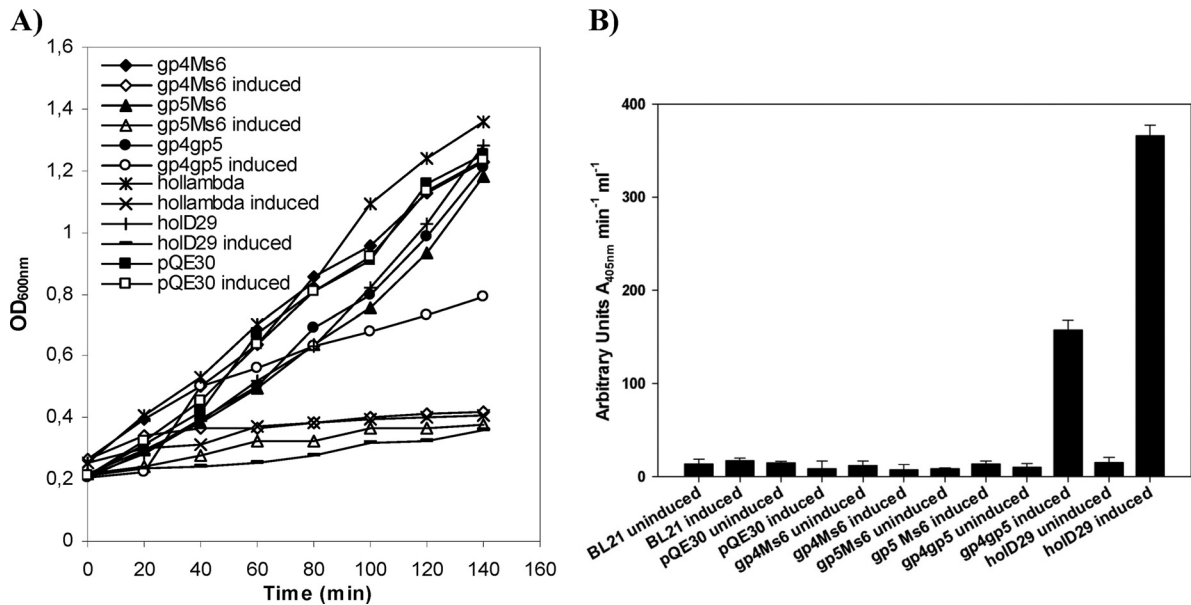 A)
1,6
1,4
1,2
1
0,8
0,6
0,4
0,2
0
OD600nm
gp4Ms6
gp4Ms6 induced
gp5Ms6
gp5Ms6 induced
gp4gp5
gp4gp5 induced
hollambda
hollambda induced
holD29
holD29 induced
pQE30
pQE30 induced
0 20 40 60 80 100 120 140 160
Time (min)
B)
400
300
200
100
0
Arbitrary Units A405nm min-1 ml-1
BL21 uninduced
BL21 induced
pQE30 uninduced
pQE30 induced
gp4Ms6 uninduced
gp4Ms6 induced
gp5Ms6 uninduced
gp5 Ms6 induced
gp4gp5 uninduced
gp4gp5 induced
holD29 uninduced
holD29 induced